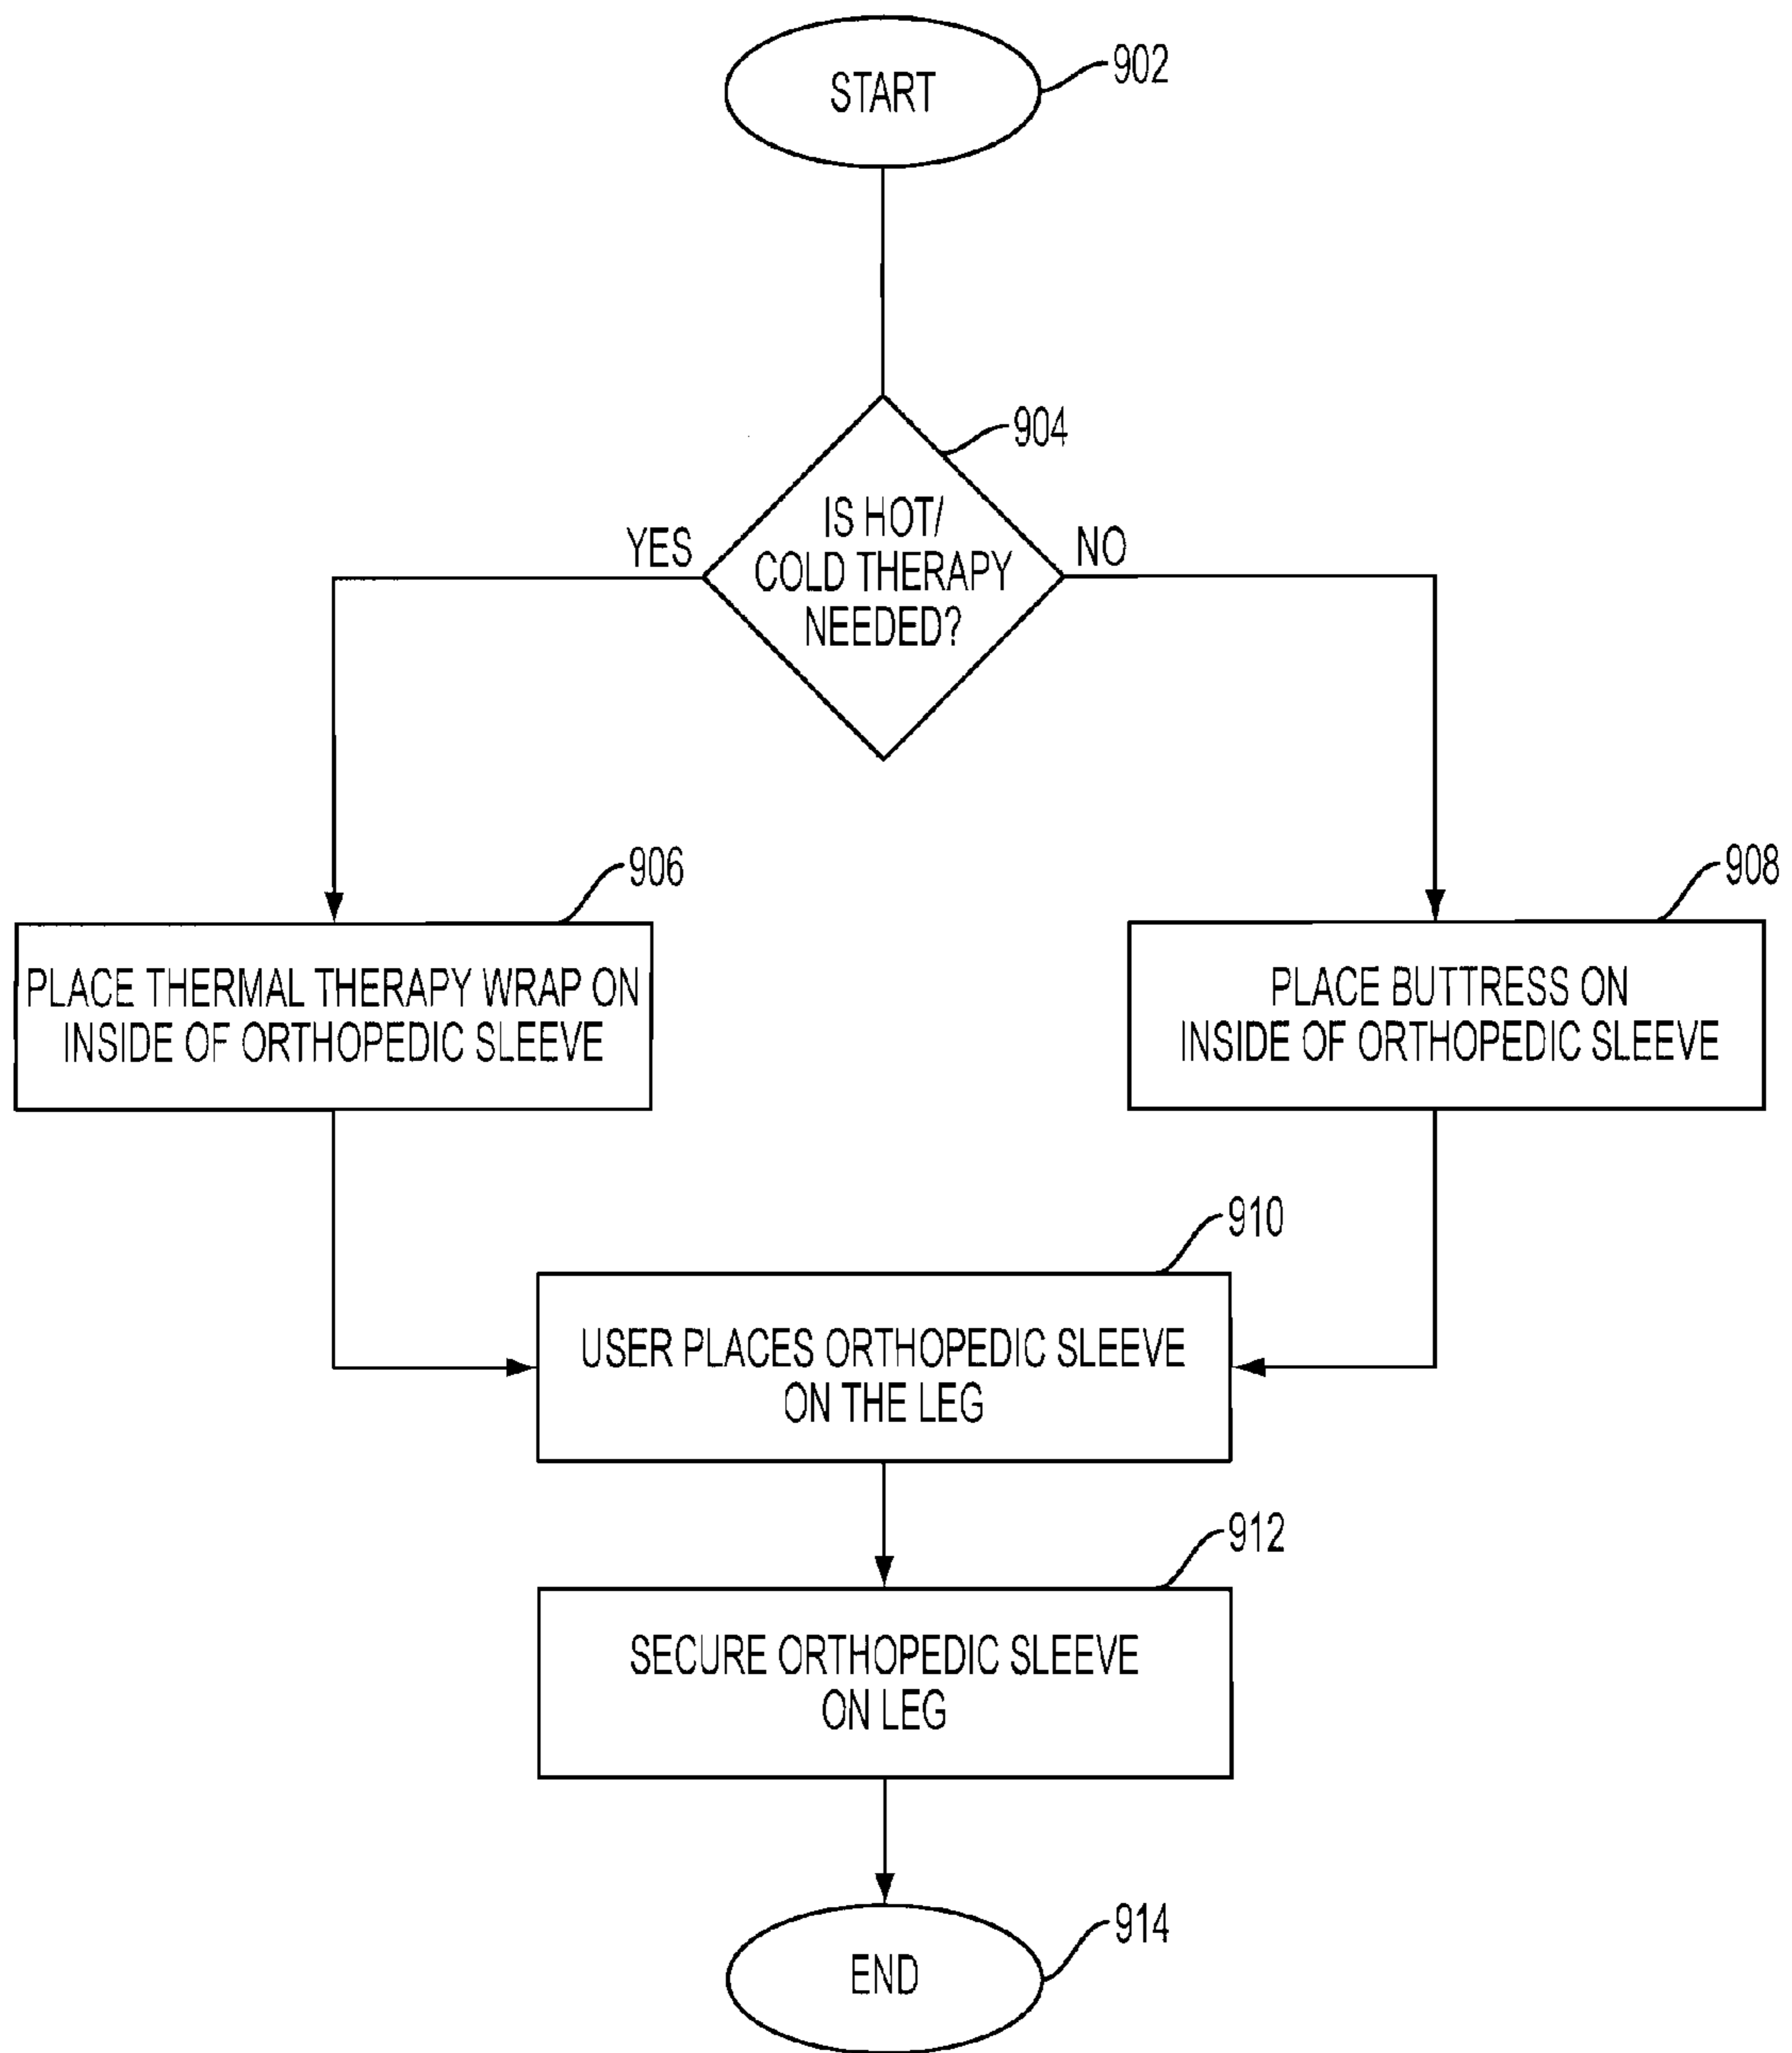 START
902
904
IS HOT/
COLD THERAPY
NEEDED?
YES
NO
906
PLACE THERMAL THERAPY WRAP ON
INSIDE OF ORTHOPEDIC SLEEVE
908
PLACE BUTTRESS ON
INSIDE OF ORTHOPEDIC SLEEVE
910
USER PLACES ORTHOPEDIC SLEEVE
ON THE LEG
912
SECURE ORTHOPEDIC SLEEVE
ON LEG
914
END